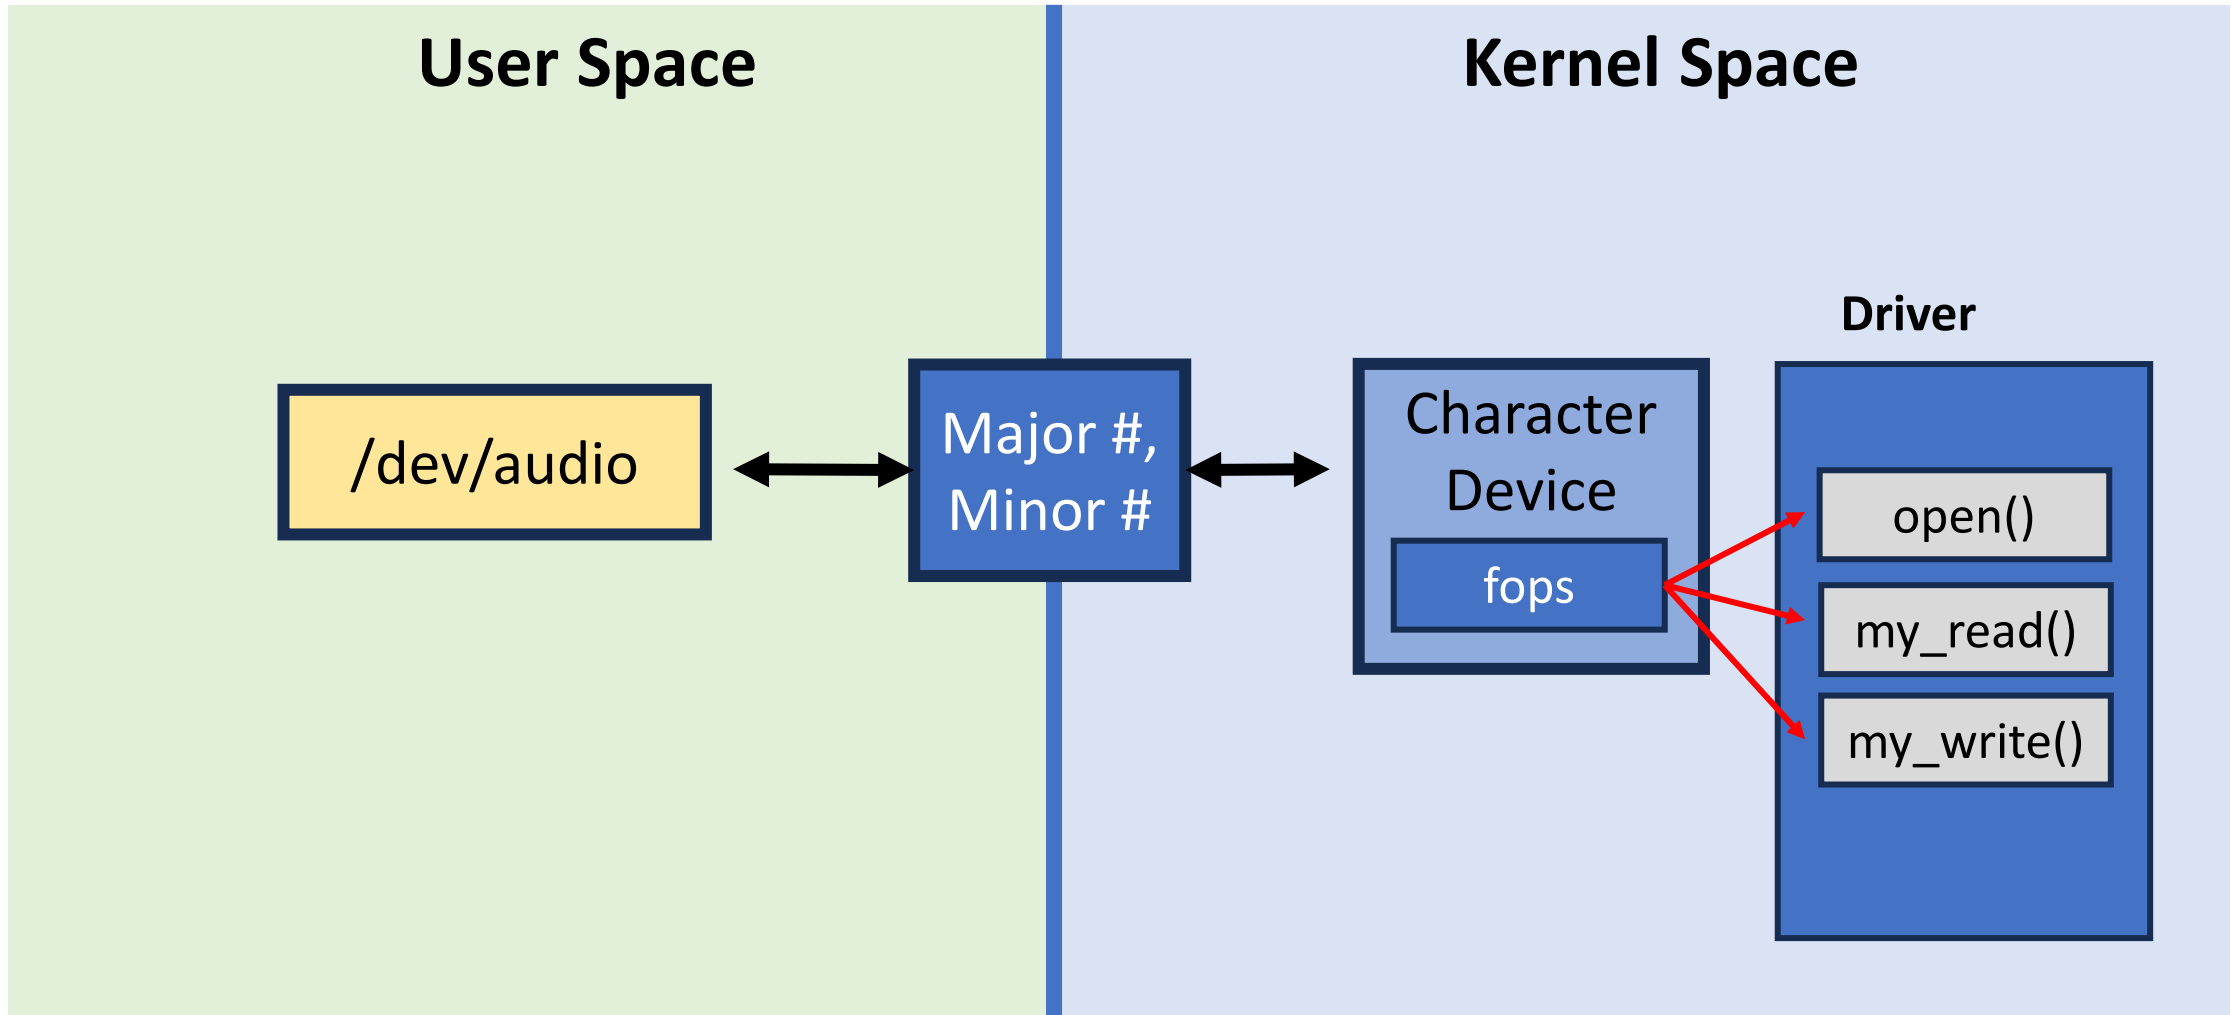 User Space
Kernel Space
/dev/audio
Major #,
Minor #
Character
Device
fops
Driver
open()
my_read()
my_write()